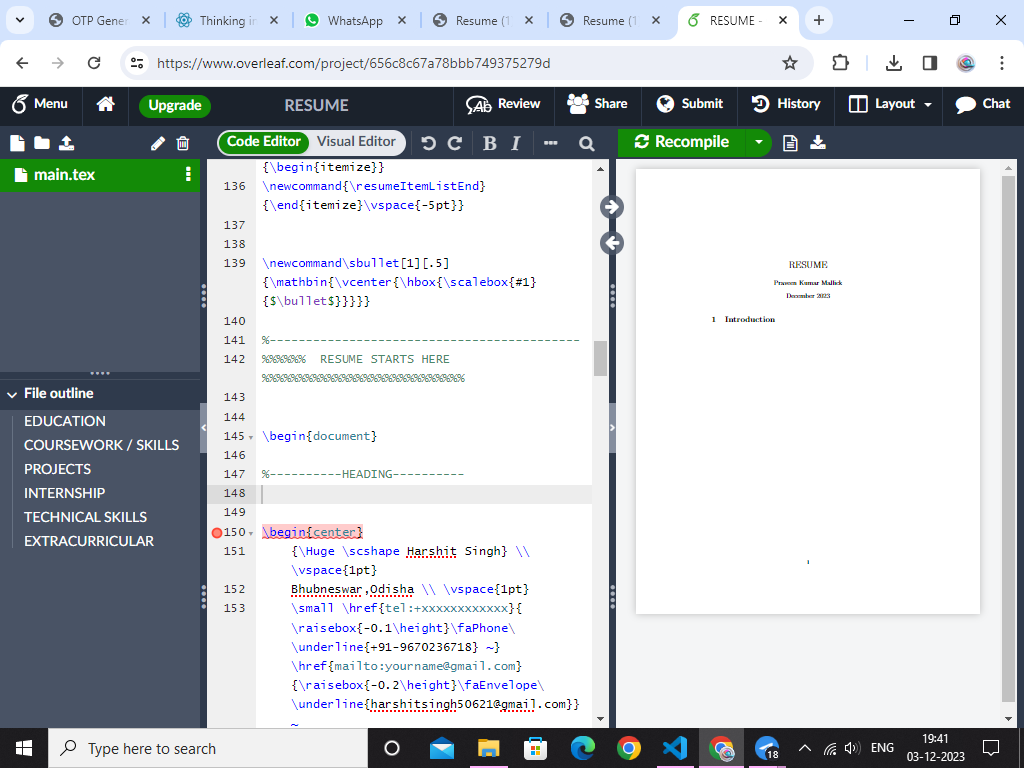 OTP Gener
Thinking in
WhatsApp
Resume (1
Resume (1
RESUME -
https://www.overleaf.com/project/656c8c67a78bbb749375279d
Menu
Upgrade
RESUME
Review
Share
Submit
History
Layout
Chat
Code Editor
Visual Editor
B
I
Recompile
main.tex
File outline
EDUCATION
COURSEWORK / SKILLS
PROJECTS
INTERNSHIP
TECHNICAL SKILLS
EXTRACURRICULAR
{\begin{itemize}}
136 \newcommand{\resumeItemListEnd}
{\end{itemize}\vspace{-5pt}}
137
138
139 \newcommand\sbullet[1][.5]
{\mathbin{\vcenter{\hbox{\scalebox{#1}
{$\bullet$}}}}}
140
141 %-------------------------------------------
142 %%%%%% RESUME STARTS HERE
%%%%%%%%%%%%%%%%%%%%%%%%%%%%
143
144
145 \begin{document}
146
147 %----------HEADING----------
148
149
150 \begin{center}
151 {\Huge \scshape Harshit Singh} \\
\vspace{1pt}
152 Bhubneswar,Odisha \\ \vspace{1pt}
153 \small \href{tel:+xxxxxxxxxxxx}{
\raisebox{-0.1\height}\faPhone\
\underline{+91-9670236718} ~}
\href{mailto:yourname@gmail.com}
{\raisebox{-0.2\height}\faEnvelope\
\underline{harshitsingh50621@gmail.com}}
~
RESUME
Praveen Kumar Mallick
December 2023
1 Introduction
1
Type here to search
18
ENG
19:41
03-12-2023